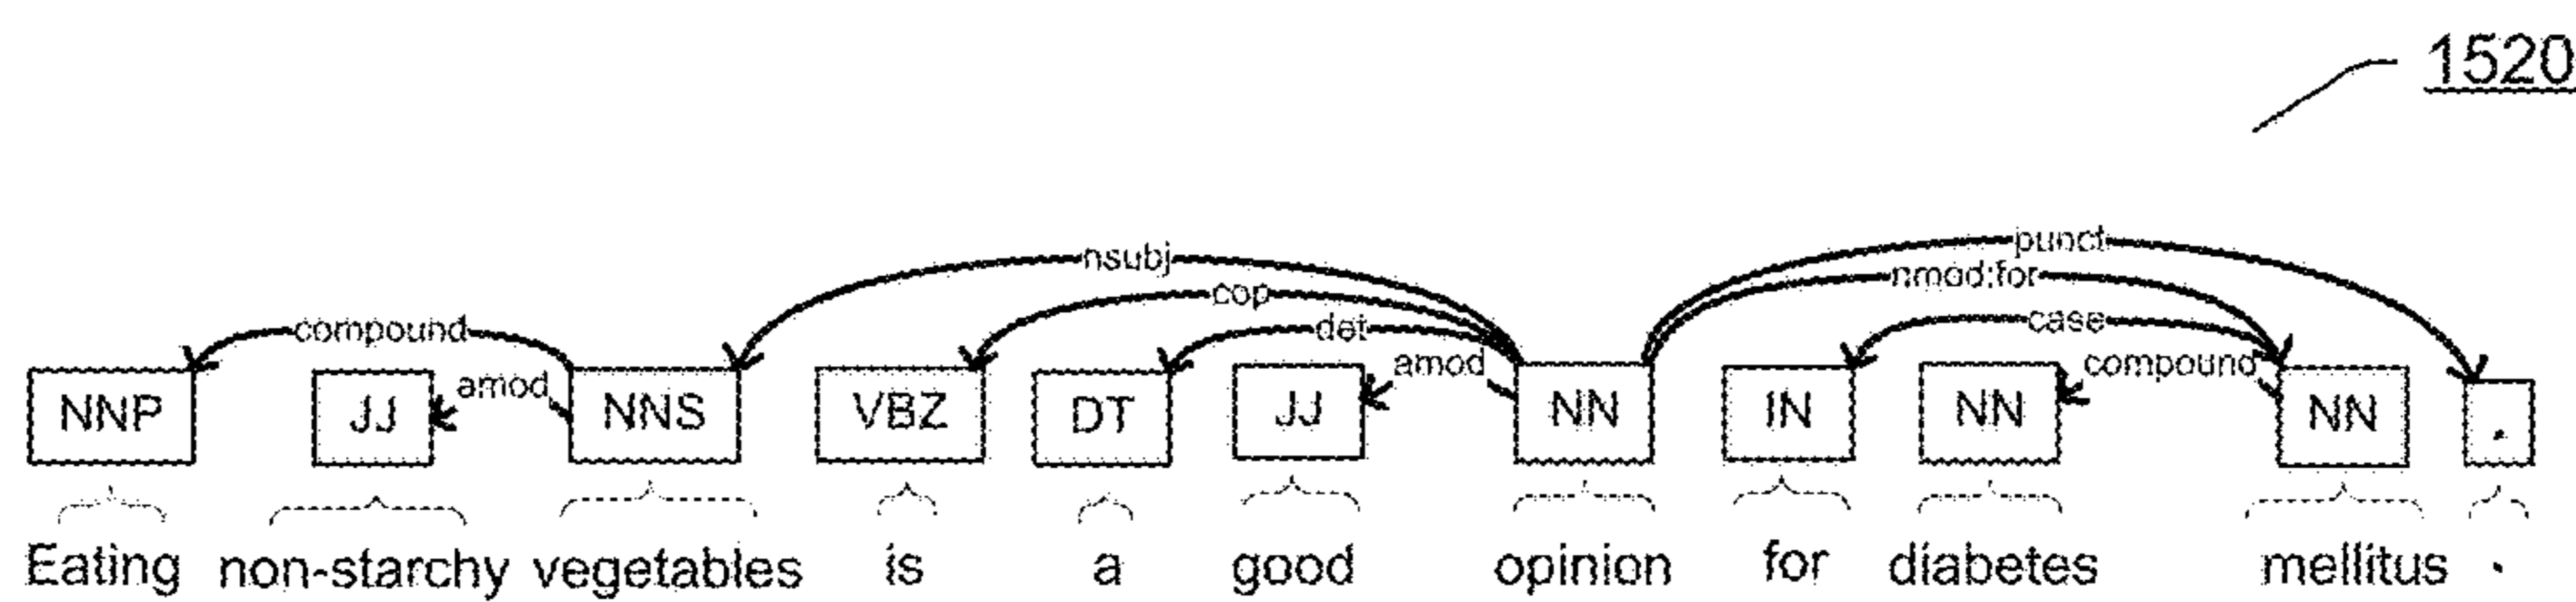 1520
punct
nsubj
nmod:for
cop
compound det case
amod amod compound
NNP JJ NNS VBZ DT JJ NN IN NN NN .
Eating non-starchy vegetables is a good opinion for diabetes mellitus .